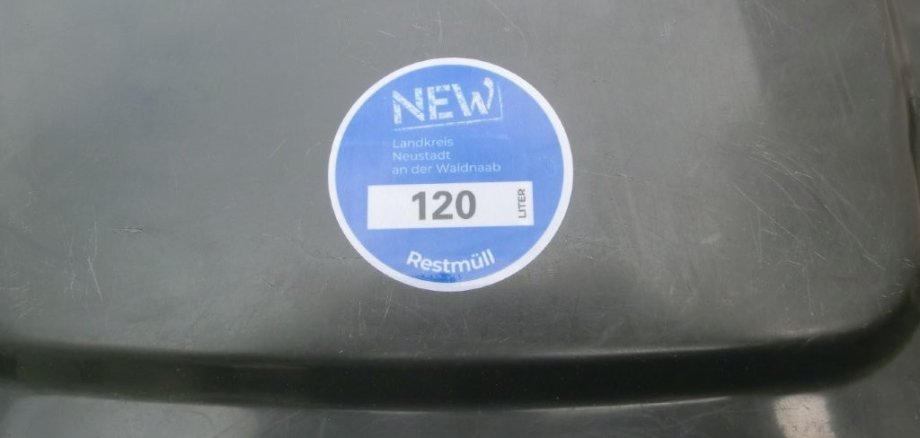 NEW
Landkreis
Neustadt
an der Waldnaab
120 LITER
Restmüll